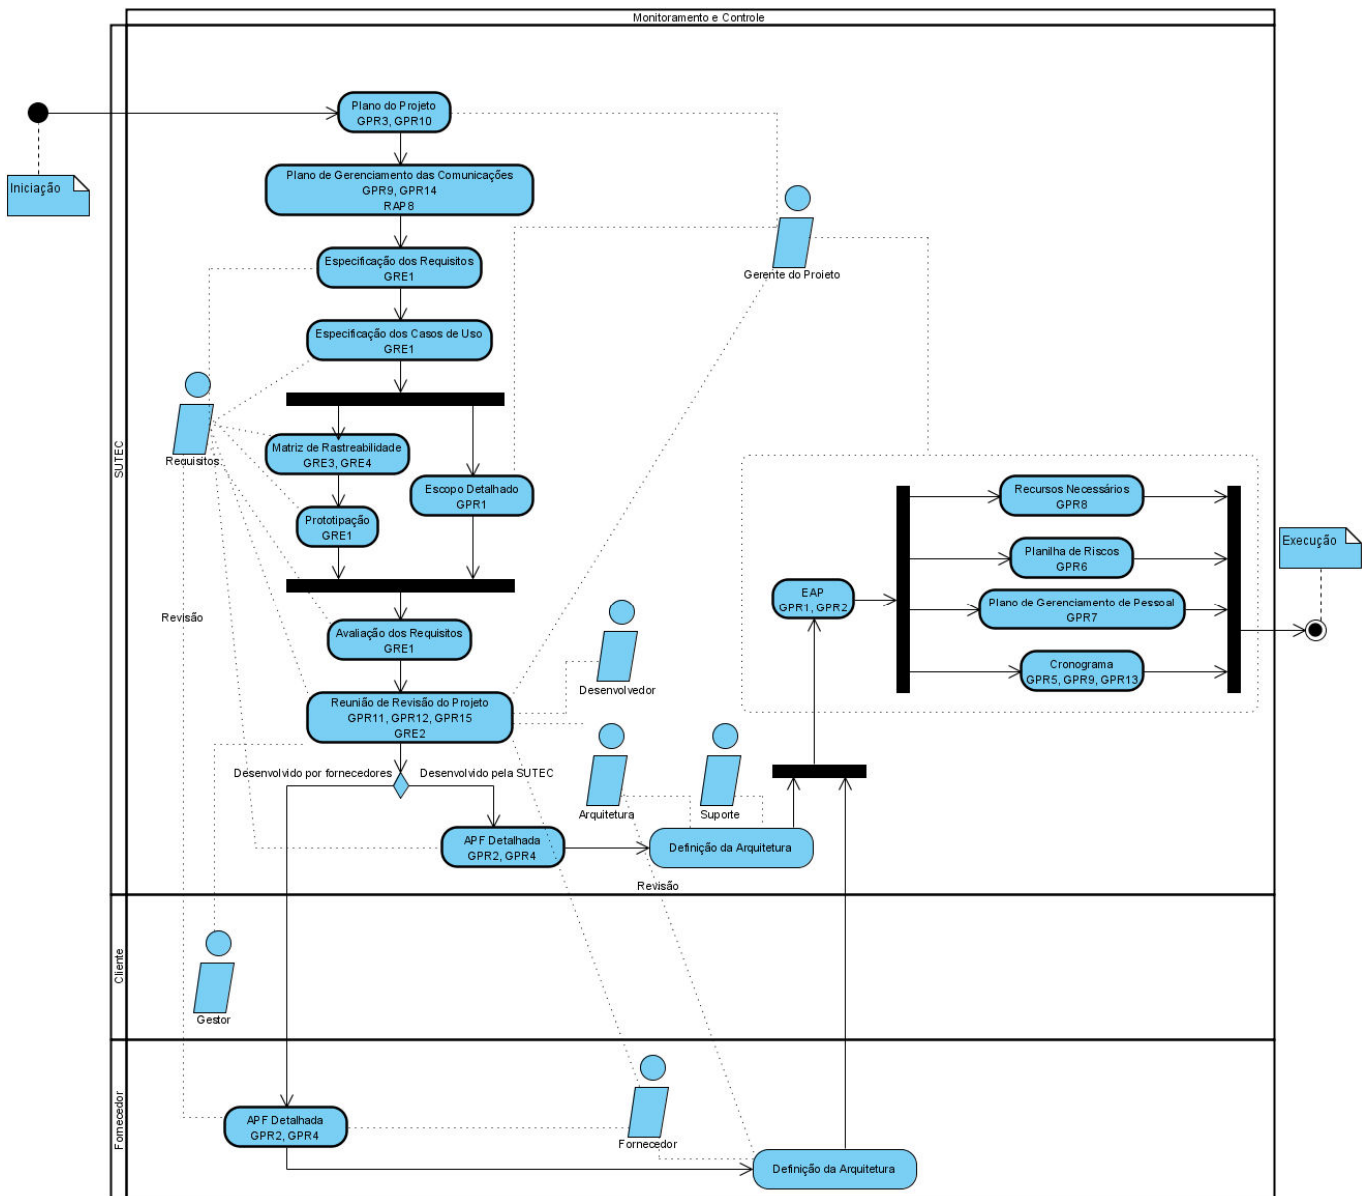 Monitoramento e Controle
SUTEC
Plano do Projeto
GPR3, GPR10
Iniciação
Plano de Gerenciamento das Comunicações
GPR9, GPR14
RAP8
Gerente do Projeto
Especificação dos Requisitos
GRE1
Especificação dos Casos de Uso
GRE1
Requisitos
Matriz de Rastreabilidade
GRE3, GRE4
Escopo Detalhado
GPR1
Prototipação
GRE1
Recursos Necessários
GPR8
Planilha de Riscos
GPR6
Execução
EAP
GPR1, GPR2
Plano de Gerenciamento de Pessoal
GPR7
Cronograma
GPR5, GPR9, GPR13
Revisão
Avaliação dos Requisitos
GRE1
Desenvolvedor
Reunião de Revisão do Projeto
GPR11, GPR12, GPR15
GRE2
Desenvolvido por fornecedores
Desenvolvido pela SUTEC
Arquitetura
Suporte
APF Detalhada
GPR2, GPR4
Definição da Arquitetura
Revisão
Cliente
Gestor
Fornecedor
APF Detalhada
GPR2, GPR4
Fornecedor
Definição da Arquitetura